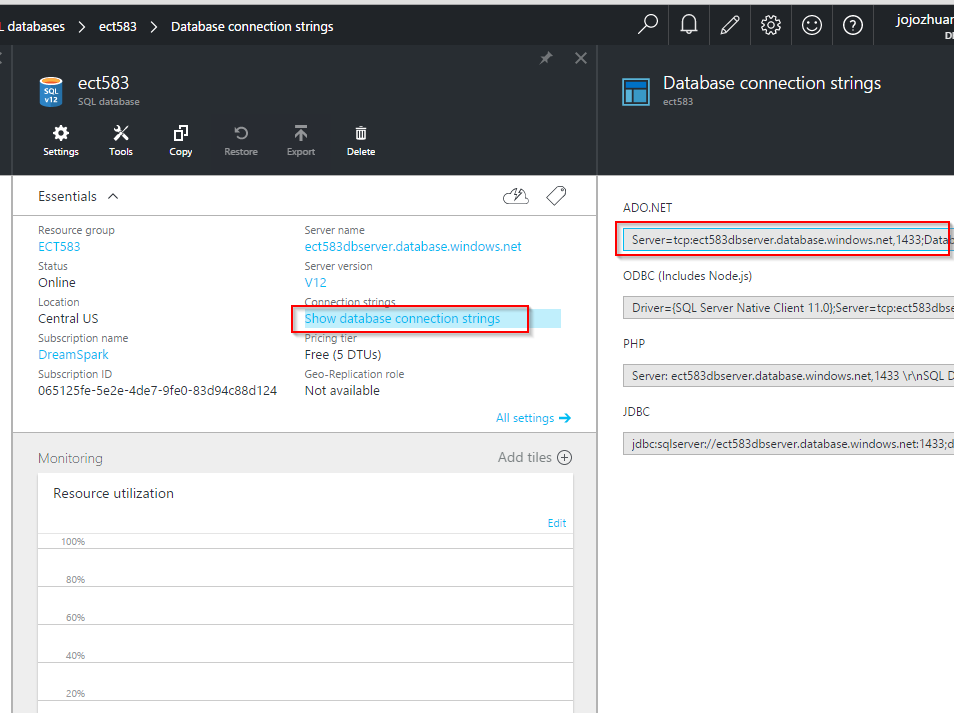 L databases > ect583 > Database connection strings
jojozhuan
ect583
SQL database
SQL
v12
Settings Tools Copy Restore Export Delete
Essentials
Resource group
ECT583
Status
Online
Location
Central US
Subscription name
DreamSpark
Subscription ID
065125fe-5e2e-4de7-9fe0-83d94c88d124
Server name
ect583dbserver.database.windows.net
Server version
V12
Connection strings
Show database connection strings
Pricing tier
Free (5 DTUs)
Geo-Replication role
Not available
All settings
Monitoring
Add tiles
Resource utilization
Edit
100%
80%
60%
40%
20%
Database connection strings
ect583
ADO.NET
Server=tcp:ect583dbserver.database.windows.net,1433;Datab
ODBC (Includes Node.js)
Driver={SQL Server Native Client 11.0};Server=tcp:ect583dbse
PHP
Server: ect583dbserver.database.windows.net,1433 \r\nSQL D
JDBC
jdbc:sqlserver://ect583dbserver.database.windows.net:1433;d